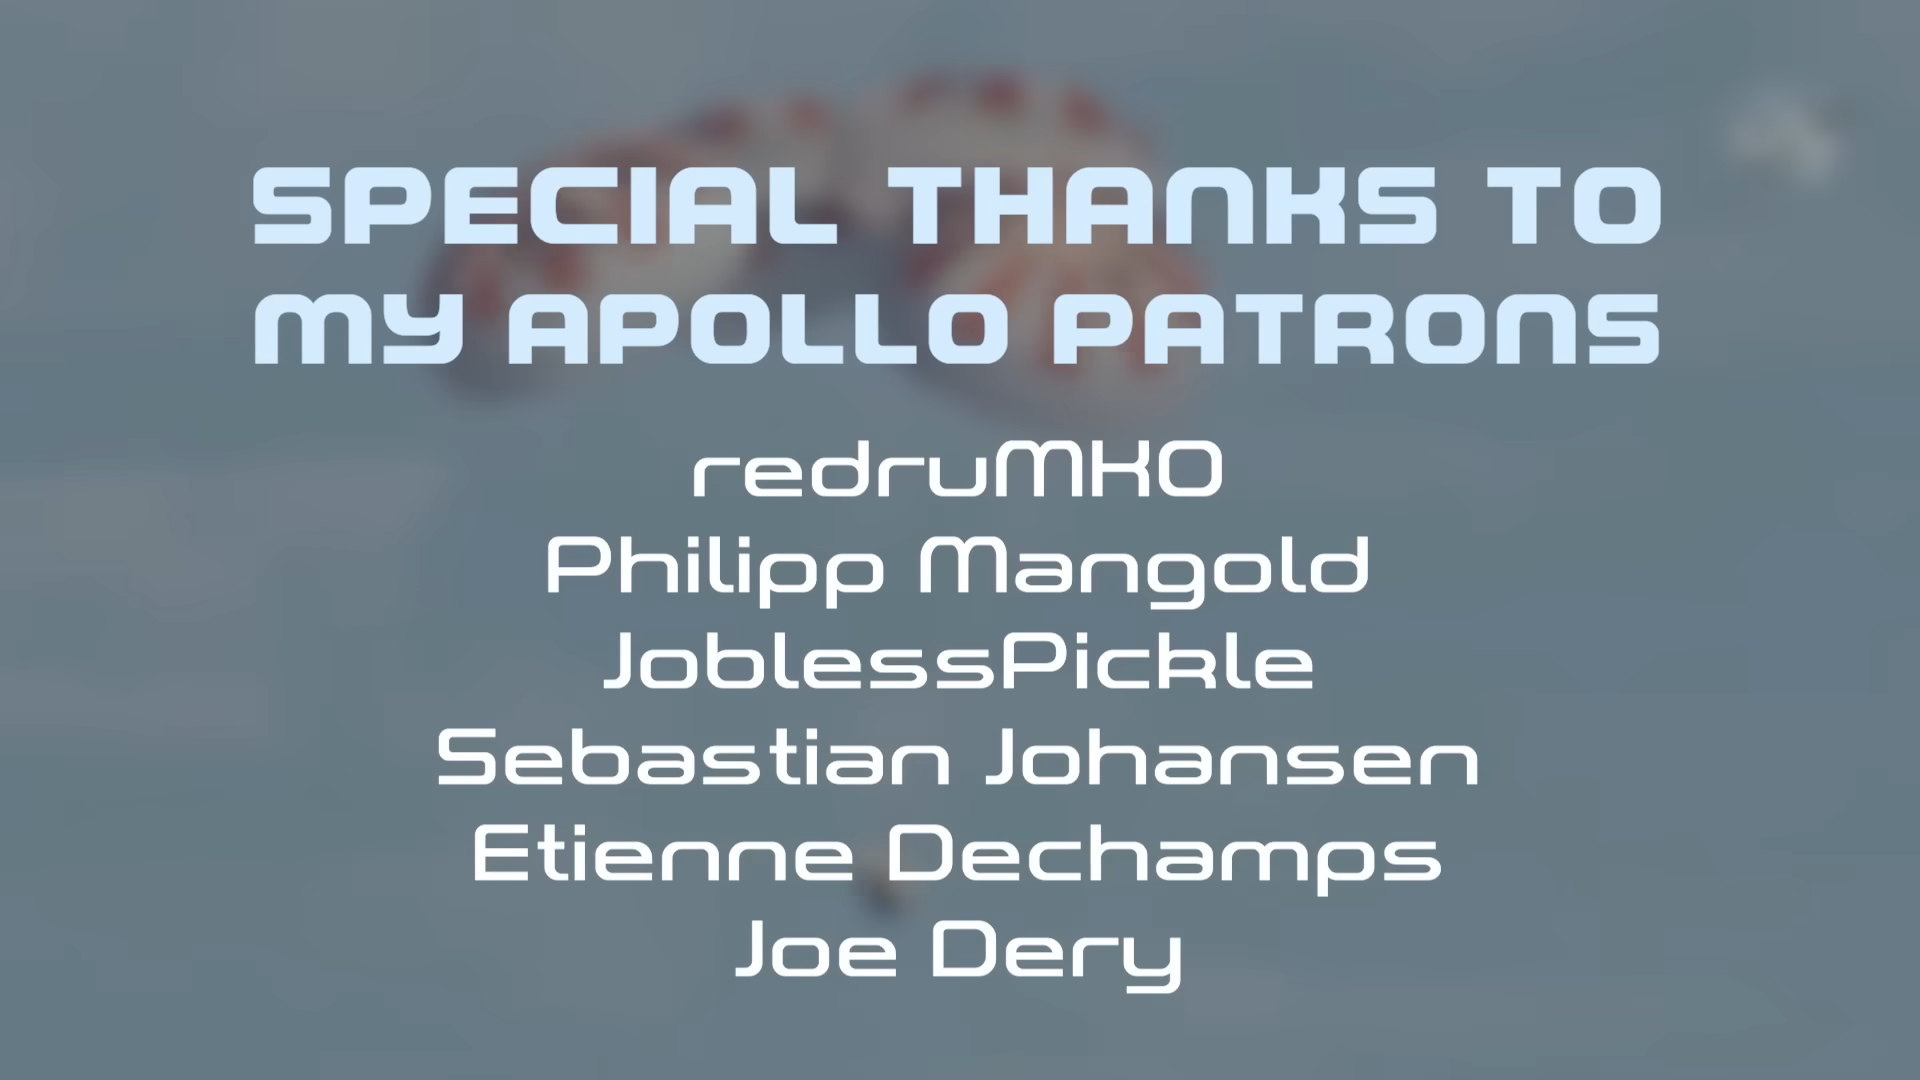 SPECIAL THANKS TO
MY APOLLO PATRONS
redruMKO
Philipp Mangold
JoblessPickle
Sebastian Johansen
Etienne Dechamps
Joe Dery